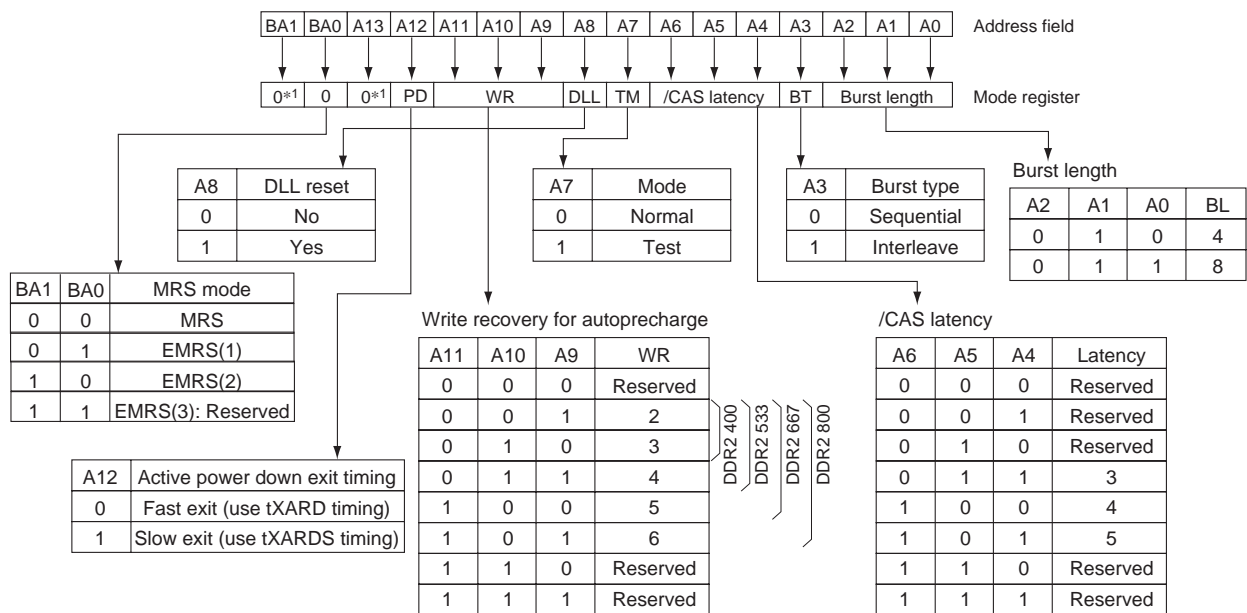 BA1 BA0 A13 A12 A11 A10 A9 A8 A7 A6 A5 A4 A3 A2 A1 A0 Address field
0*1 0 0*1 PD WR DLL TM /CAS latency BT Burst length Mode register
A8 DLL reset
0 No
1 Yes
A7 Mode
0 Normal
1 Test
A3 Burst type
0 Sequential
1 Interleave
Burst length
A2 A1 A0 BL
0 1 0 4
0 1 1 8
BA1 BA0 MRS mode
0 0 MRS
0 1 EMRS(1)
1 0 EMRS(2)
1 1 EMRS(3): Reserved
A12 Active power down exit timing
0 Fast exit (use tXARD timing)
1 Slow exit (use tXARDS timing)
Write recovery for autoprecharge
A11 A10 A9 WR
0 0 0 Reserved
0 0 1 2
0 1 0 3
0 1 1 4
1 0 0 5
1 0 1 6
1 1 0 Reserved
1 1 1 Reserved
DDR2 400
DDR2 533
DDR2 667
DDR2 800
/CAS latency
A6 A5 A4 Latency
0 0 0 Reserved
0 0 1 Reserved
0 1 0 Reserved
0 1 1 3
1 0 0 4
1 0 1 5
1 1 0 Reserved
1 1 1 Reserved